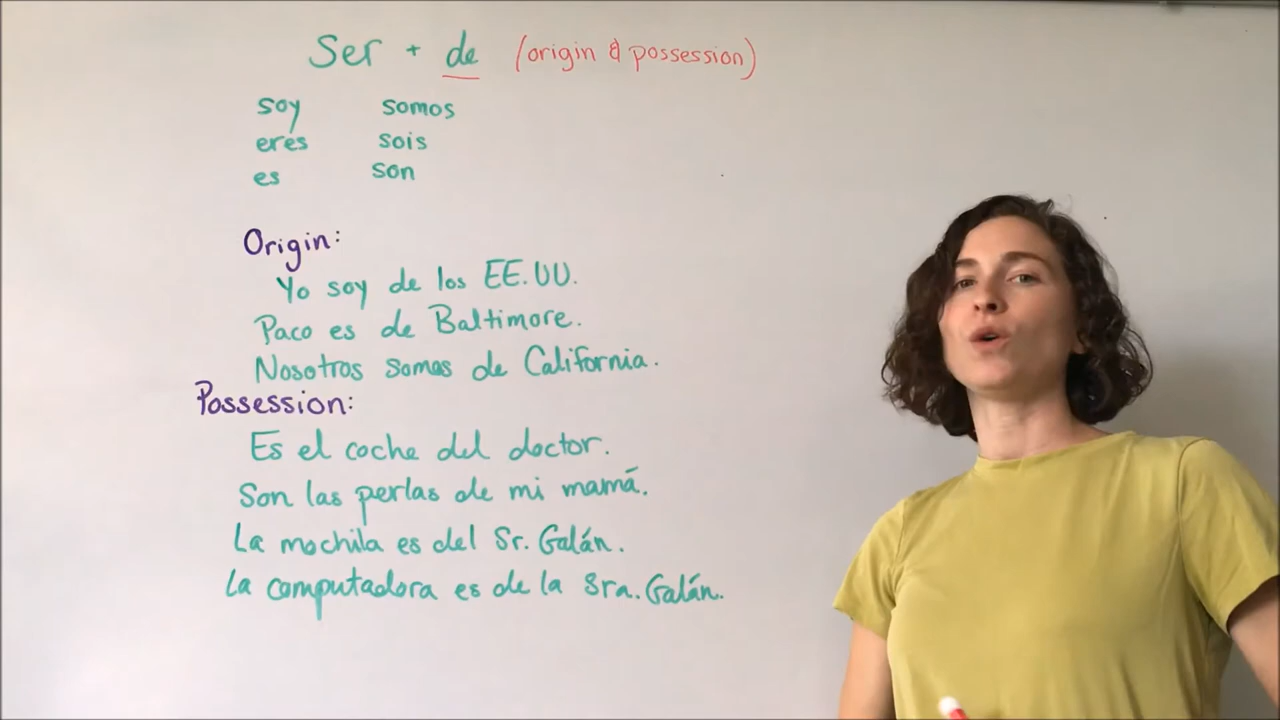 Ser + de (origin & possession)
soy somos
eres sois
es son
Origin:
Yo soy de los EE.UU.
Paco es de Baltimore.
Nosotros somos de California.
Possession:
Es el coche del doctor.
Son las perlas de mi mamá.
La mochila es del Sr. Galán.
La computadora es de la Sra. Galán.